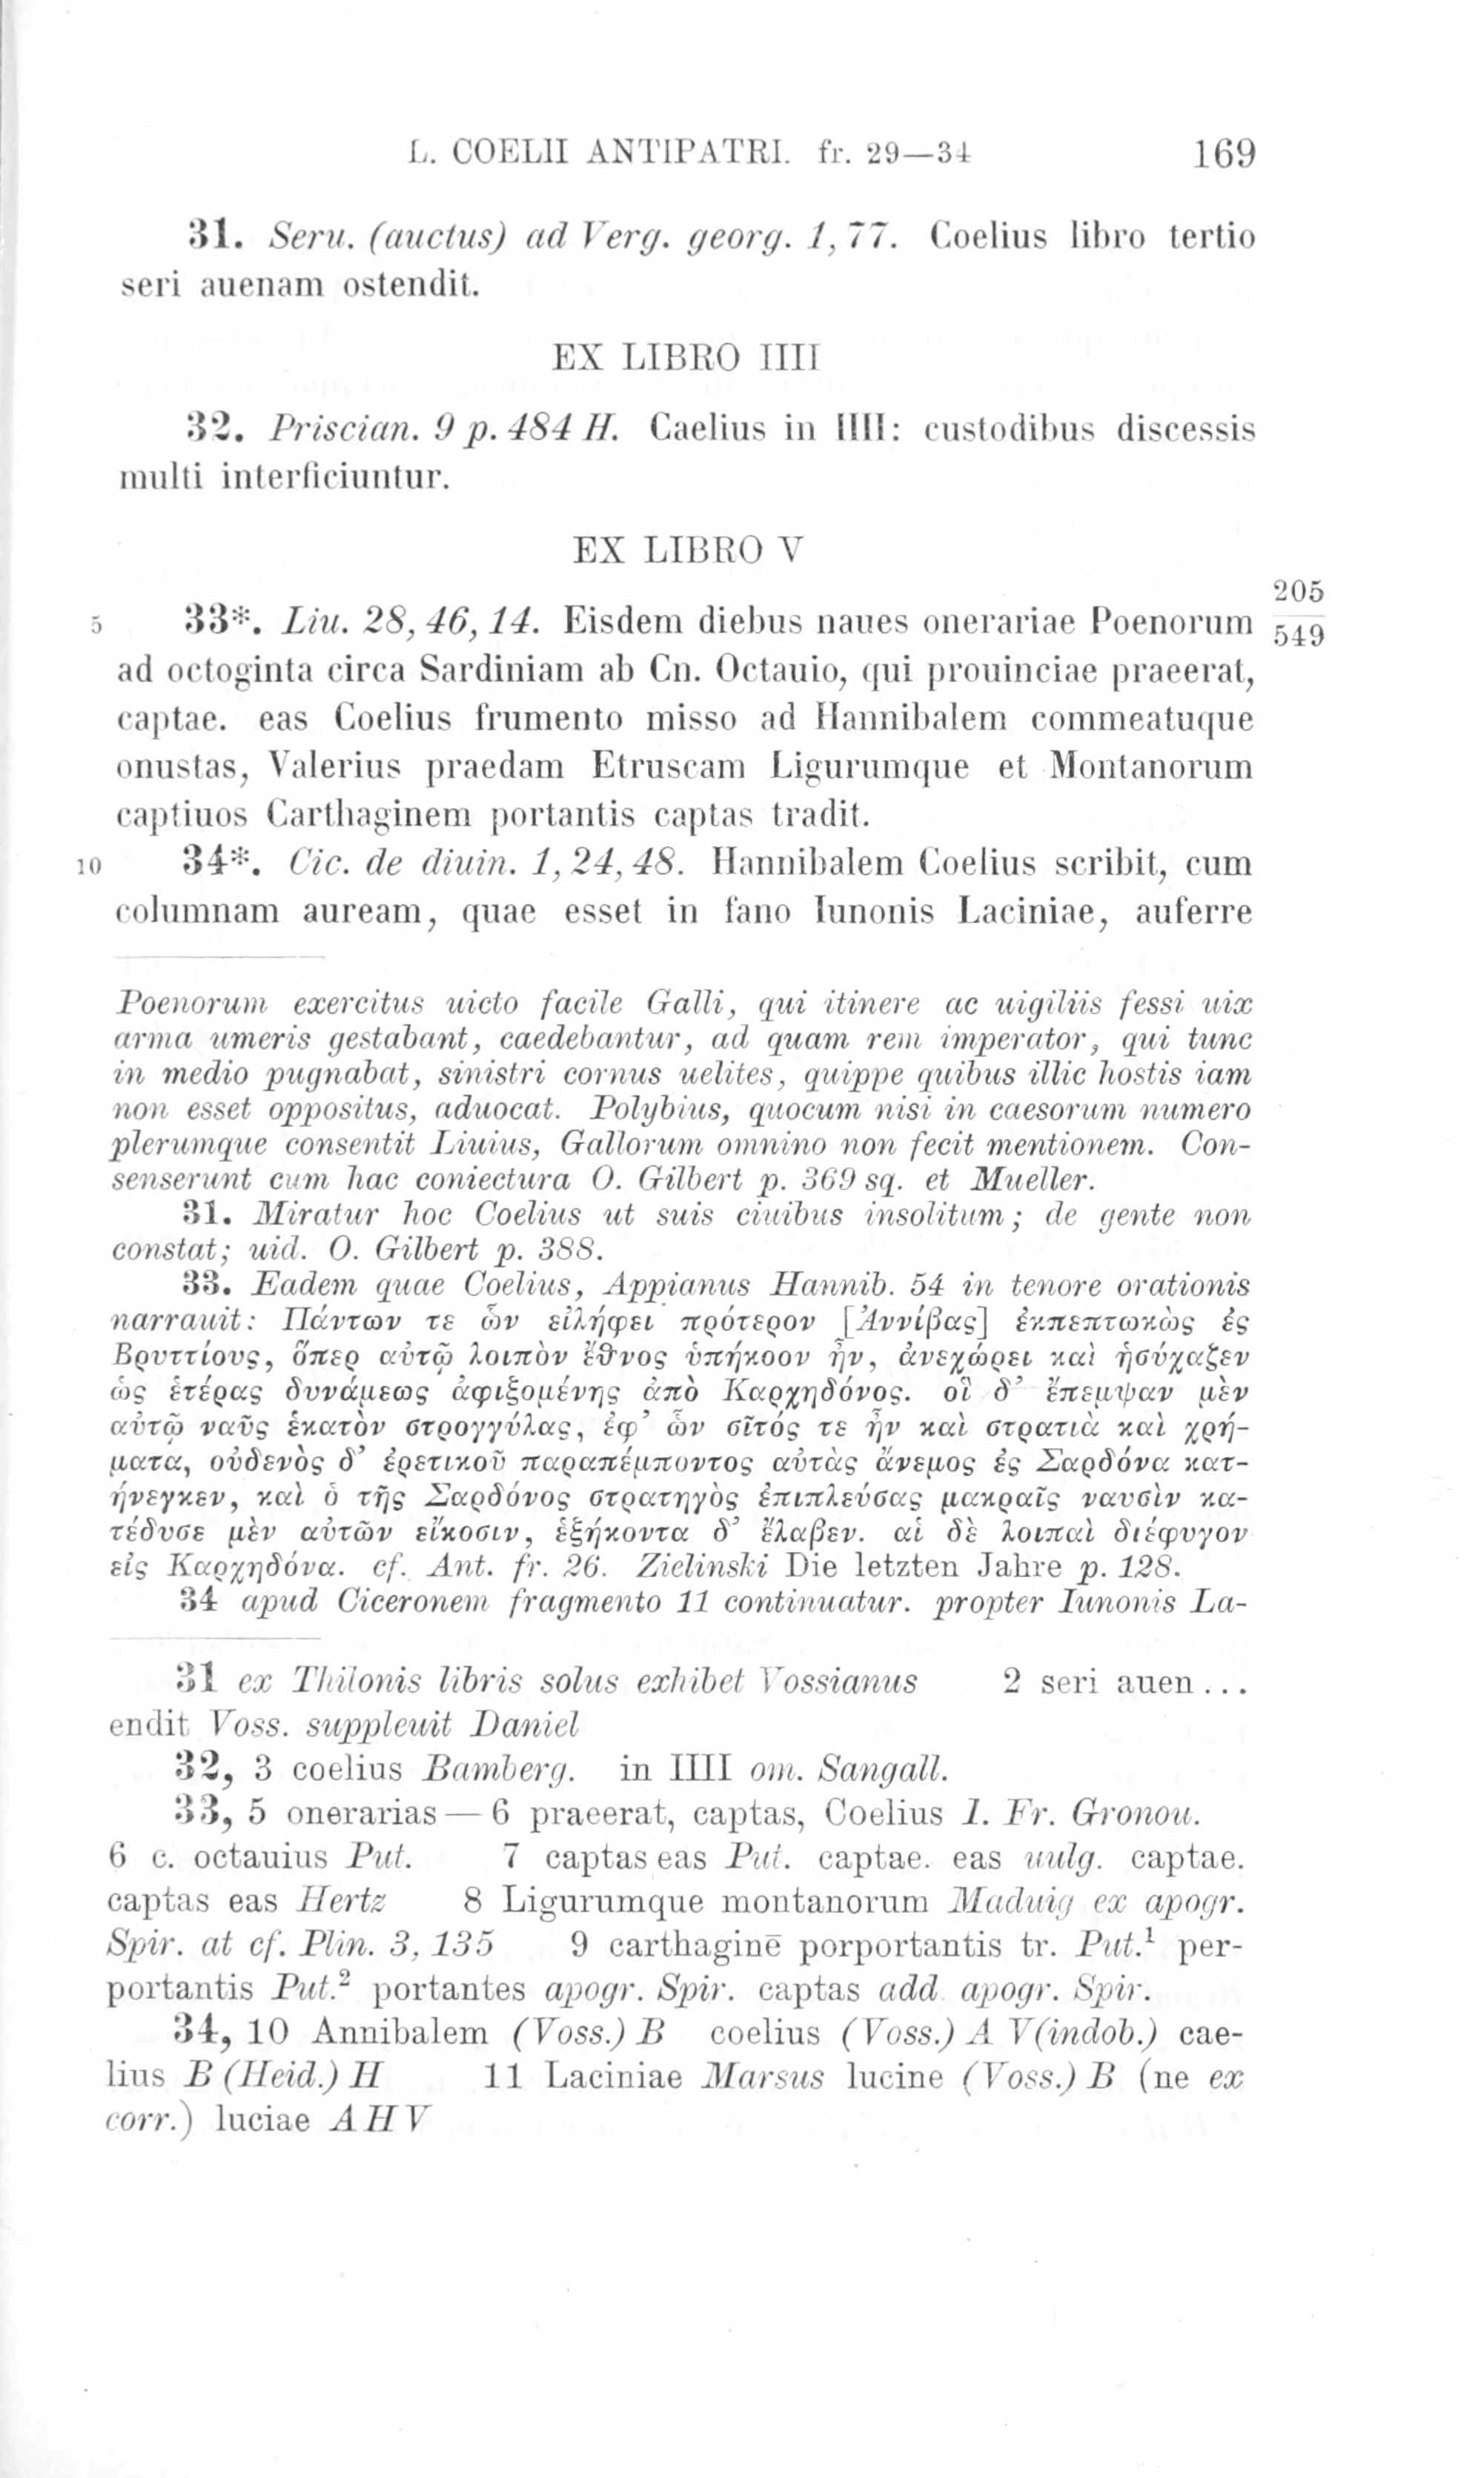 L. COELII ANTIPATRI. fr. 29—34 169
31. Seru. (auctus) ad Verg. georg. 1, 77. Coelius libro tertio
seri auenam ostendit.
EX LIBRO IIII
32. Priscian. 9 p. 484 H. Caelius in IIII: custodibus discessis
multi interficiuntur.
EX LIBRO V
205
5 33*. Liu. 28, 46, 14. Eisdem diebus naues onerariae Poenorum 549
ad octoginta circa Sardiniam ab Cn. Octauio, qui prouinciae praeerat,
captae. eas Coelius frumento misso ad Hannibalem commeatuque
onustas, Valerius praedam Etruscam Ligurumque et Montanorum
captiuos Carthaginem portantis captas tradit.
10 34*. Cic. de diuin. 1, 24, 48. Hannibalem Coelius scribit, cum
columnam auream, quae esset in fano Iunonis Laciniae, auferre
Poenorum exercitus uicto facile Galli, qui itinere ac uigiliis fessi uix
arma umeris gestabant, caedebantur, ad quam rem imperator, qui tunc
in medio pugnabat, sinistri cornus uelites, quippe quibus illic hostis iam
non esset oppositus, aduocat. Polybius, quocum nisi in caesorum numero
plerumque consentit Liuius, Gallorum omnino non fecit mentionem. Con-
senserunt cum hac coniectura O. Gilbert p. 369 sq. et Mueller.
31. Miratur hoc Coelius ut suis ciuibus insolitum; de gente non
constat; uid. O. Gilbert p. 388.
33. Eadem quae Coelius, Appianus Hannib. 54 in tenore orationis
narrauit: Πάντων τε ὧν εἰλήφει πρότερον [Ἀννίβας] ἐκπεπτωκὼς ἐς
Βρυττίους, ὅπερ αὐτῷ λοιπὸν ἔθνος ὑπήκοον ἦν, ἀνεχώρει καὶ ἡσύχαζεν
ὡς ἑτέρας δυνάμεως ἀφιξομένης ἀπὸ Καρχηδόνος. οἳ δ’ ἔπεμψαν μὲν
αὐτῷ ναῦς ἑκατὸν στρογγύλας, ἐφ’ ὧν σῖτός τε ἦν καὶ στρατιὰ καὶ χρή-
ματα, οὐδενὸς δ’ ἐρετικοῦ παραπέμποντος αὐτὰς ἄνεμος ἐς Σαρδόνα κατ-
ήνεγκεν, καὶ ὁ τῆς Σαρδόνος στρατηγὸς ἐπιπλεύσας μακραῖς ναυσὶν κα-
τέδυσε μὲν αὐτῶν εἴκοσιν, ἑξήκοντα δ’ ἔλαβεν. αἱ δὲ λοιπαὶ διέφυγον
εἰς Καρχηδόνα. cf. Ant. fr. 26. Zielinski Die letzten Jahre p. 128.
34 apud Ciceronem fragmento 11 continuatur. propter Iunonis La-
31 ex Thilonis libris solus exhibet Vossianus 2 seri auen ...
endit Voss. suppleuit Daniel
32, 3 coelius Bamberg. in IIII om. Sangall.
33, 5 onerarias — 6 praeerat, captas, Coelius I. Fr. Gronou.
6 c. octauius Put. 7 captas eas Put. captae. eas uulg. captae.
captas eas Hertz 8 Ligurumque montanorum Maduig ex apogr.
Spir. at cf. Plin. 3, 135 9 carthaginē porportantis tr. Put.¹ per-
portantis Put.² portantes apogr. Spir. captas add. apogr. Spir.
34, 10 Annibalem (Voss.) B coelius (Voss.) A V(indob.) cae-
lius B (Heid.) H 11 Laciniae Marsus lucine (Voss.) B (ne ex
corr.) luciae A H V